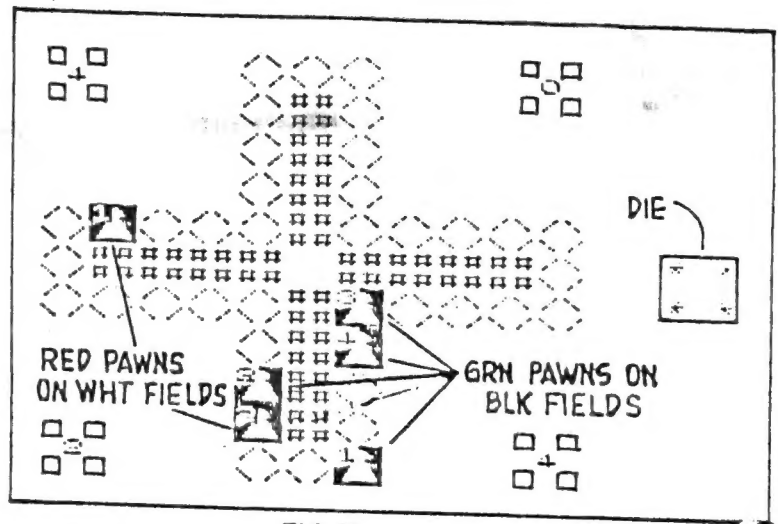 DIE
RED PAWNS
ON WHT FIELDS
GRN PAWNS ON
BLK FIELDS